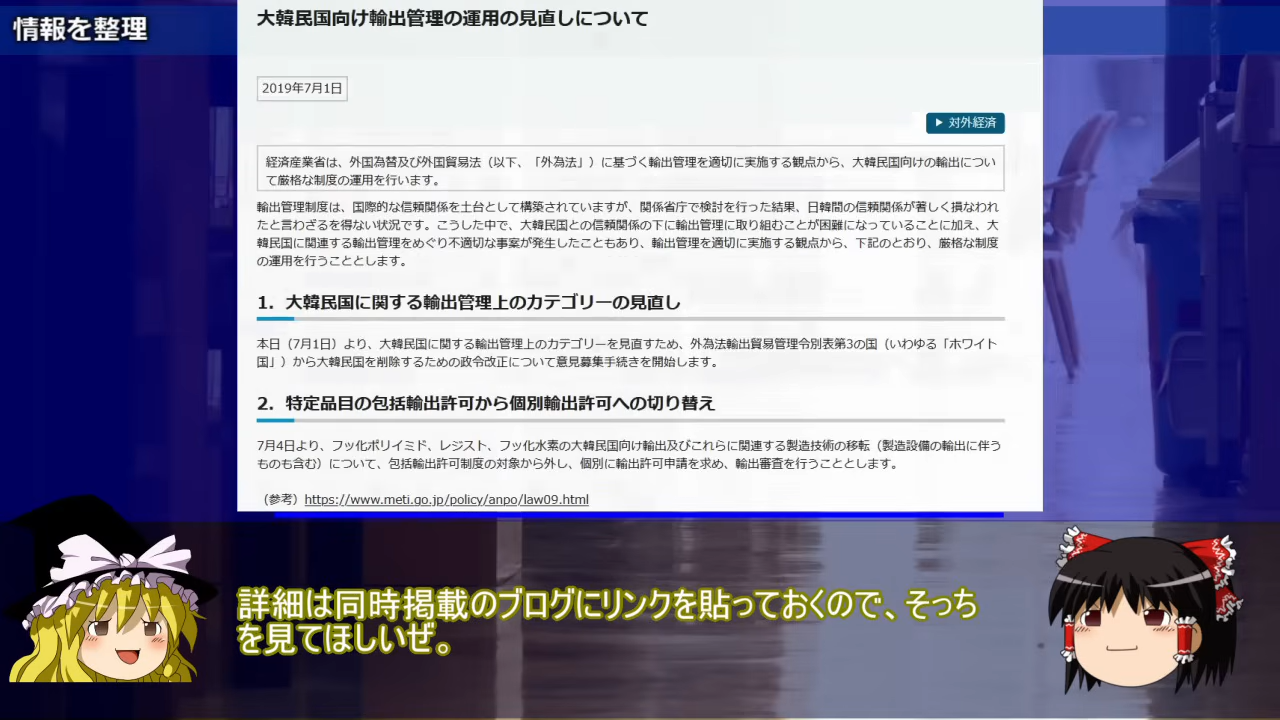 情報を整理
大韓民国向け輸出管理の運用の見直しについて
2019年7月1日
▶ 対外経済
経済産業省は、外国為替及び外国貿易法（以下、「外為法」）に基づく輸出管理を適切に実施する観点から、大韓民国向けの輸出につい
て厳格な制度の運用を行います。
輸出管理制度は、国際的な信頼関係を土台として構築されていますが、関係省庁で検討を行った結果、日韓間の信頼関係が著しく損なわれ
たと言わざるを得ない状況です。こうした中で、大韓民国との信頼関係の下に輸出管理に取り組むことが困難になっていることに加え、大
韓民国に関連する輸出管理をめぐり不適切な事案が発生したこともあり、輸出管理を適切に実施する観点から、下記のとおり、厳格な制度
の運用を行うこととします。
1．大韓民国に関する輸出管理上のカテゴリーの見直し
本日（7月1日）より、大韓民国に関する輸出管理上のカテゴリーを見直すため、外為法輸出貿易管理令別表第3の国（いわゆる「ホワイト
国」）から大韓民国を削除するための政令改正について意見募集手続きを開始します。
2．特定品目の包括輸出許可から個別輸出許可への切り替え
7月4日より、フッ化ポリイミド、レジスト、フッ化水素の大韓民国向け輸出及びこれらに関連する製造技術の移転（製造設備の輸出に伴う
ものも含む）について、包括輸出許可制度の対象から外し、個別に輸出許可申請を求め、輸出審査を行うこととします。
（参考）https://www.meti.go.jp/policy/anpo/law09.html
詳細は同時掲載のブログにリンクを貼っておくので、そっち
を見てほしいぜ。